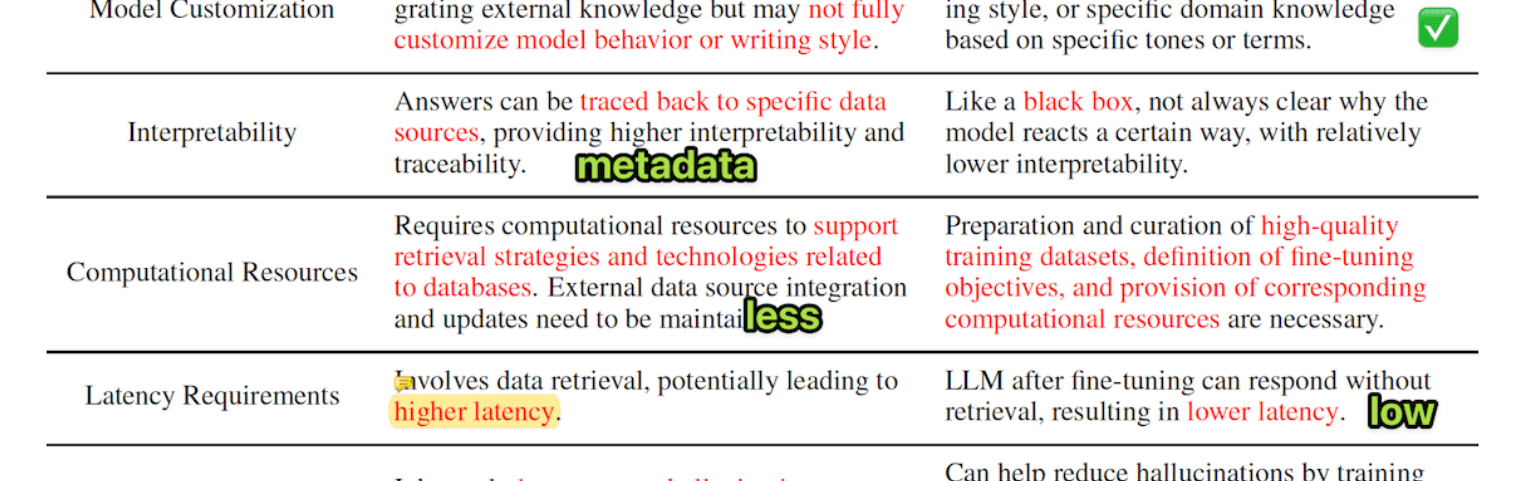 Model Customization
grating external knowledge but may not fully
customize model behavior or writing style.
ing style, or specific domain knowledge
based on specific tones or terms.
Interpretability
Answers can be traced back to specific data
sources, providing higher interpretability and
traceability.
metadata
Like a black box, not always clear why the
model reacts a certain way, with relatively
lower interpretability.
Computational Resources
Requires computational resources to support
retrieval strategies and technologies related
to databases. External data source integration
and updates need to be maintai
less
Preparation and curation of high-quality
training datasets, definition of fine-tuning
objectives, and provision of corresponding
computational resources are necessary.
Latency Requirements
Involves data retrieval, potentially leading to
higher latency.
LLM after fine-tuning can respond without
retrieval, resulting in lower latency.
low
Can help reduce hallucinations by training